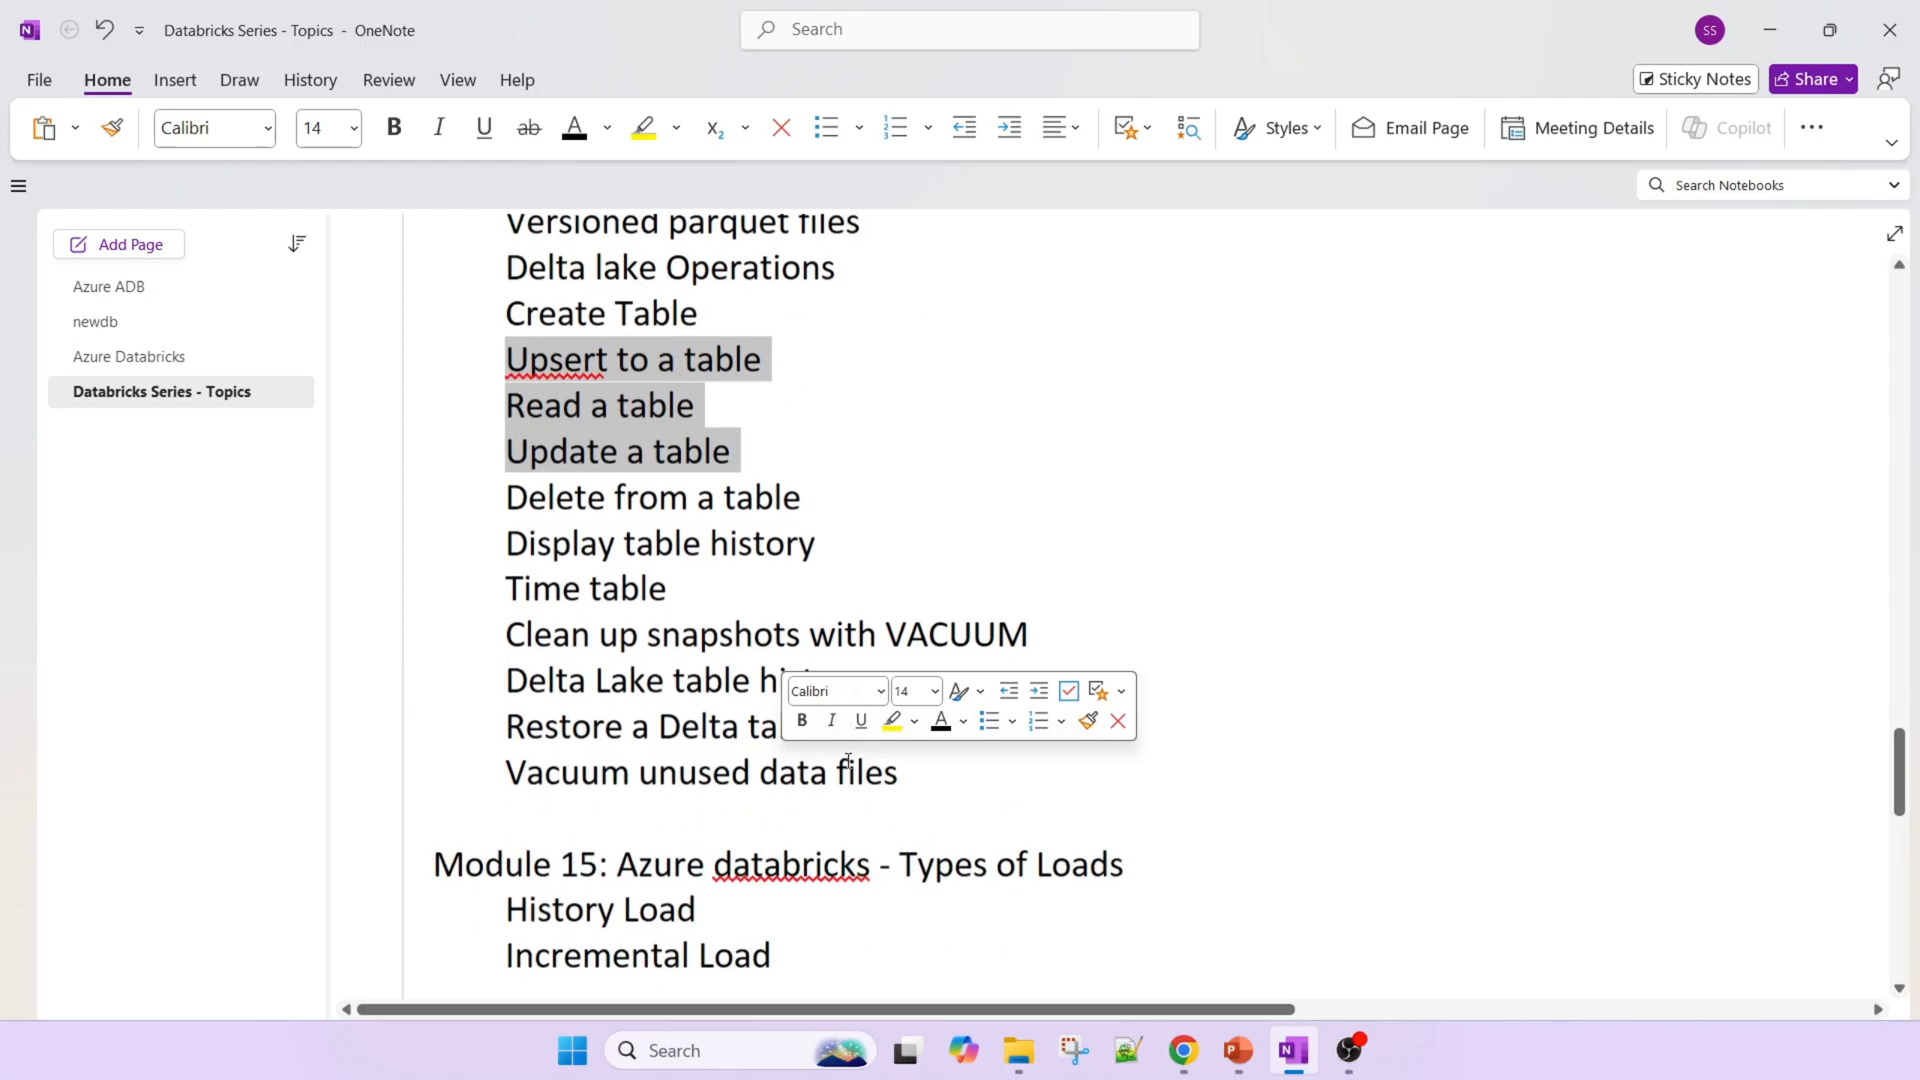 Databricks Series - Topics - OneNote
Search
SS
File Home Insert Draw History Review View Help
Sticky Notes
Share
Calibri
14
Styles
Email Page
Meeting Details
Copilot
Search Notebooks
Add Page
Azure ADB
newdb
Azure Databricks
Databricks Series - Topics
Versioned parquet files
Delta lake Operations
Create Table
Upsert to a table
Read a table
Update a table
Delete from a table
Display table history
Time table
Clean up snapshots with VACUUM
Delta Lake table
Calibri
14
Restore a Delta
Vacuum unused data files
Module 15: Azure databricks - Types of Loads
History Load
Incremental Load
Search